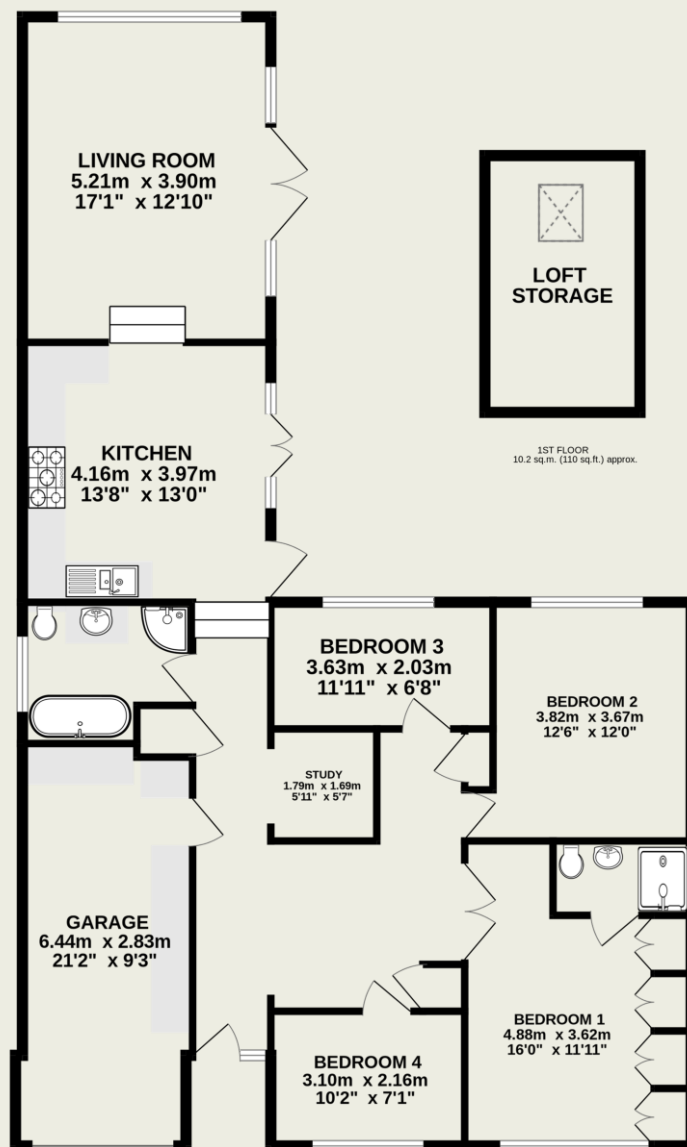 LIVING ROOM
5.21m x 3.90m
17'1" x 12'10"
LOFT
STORAGE
1ST FLOOR
10.2 sq.m. (110 sq.ft.) approx.
KITCHEN
4.16m x 3.97m
13'8" x 13'0"
BEDROOM 3
3.63m x 2.03m
11'11" x 6'8"
BEDROOM 2
3.82m x 3.67m
12'6" x 12'0"
STUDY
1.79m x 1.69m
5'11" x 5'7"
GARAGE
6.44m x 2.83m
21'2" x 9'3"
BEDROOM 1
4.88m x 3.62m
16'0" x 11'11"
BEDROOM 4
3.10m x 2.16m
10'2" x 7'1"